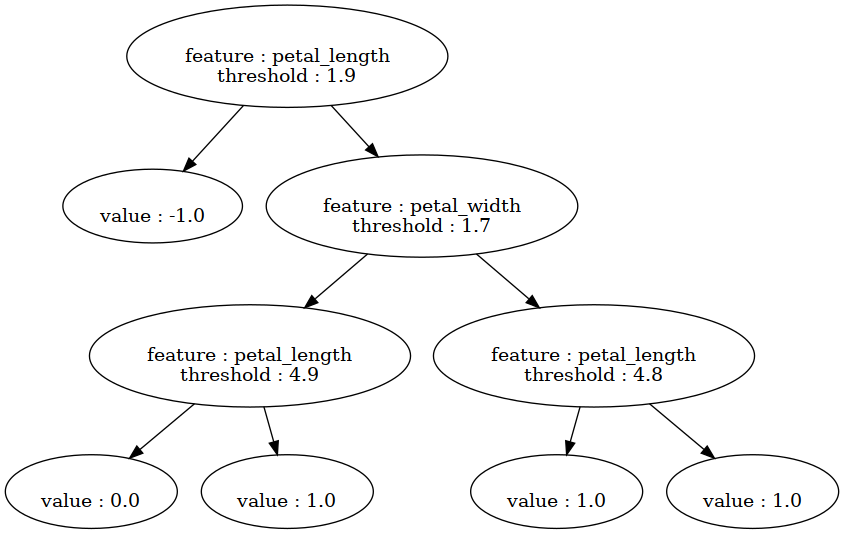 feature : petal_length
threshold : 1.9
value : -1.0
feature : petal_width
threshold : 1.7
feature : petal_length
threshold : 4.9
feature : petal_length
threshold : 4.8
value : 0.0
value : 1.0
value : 1.0
value : 1.0